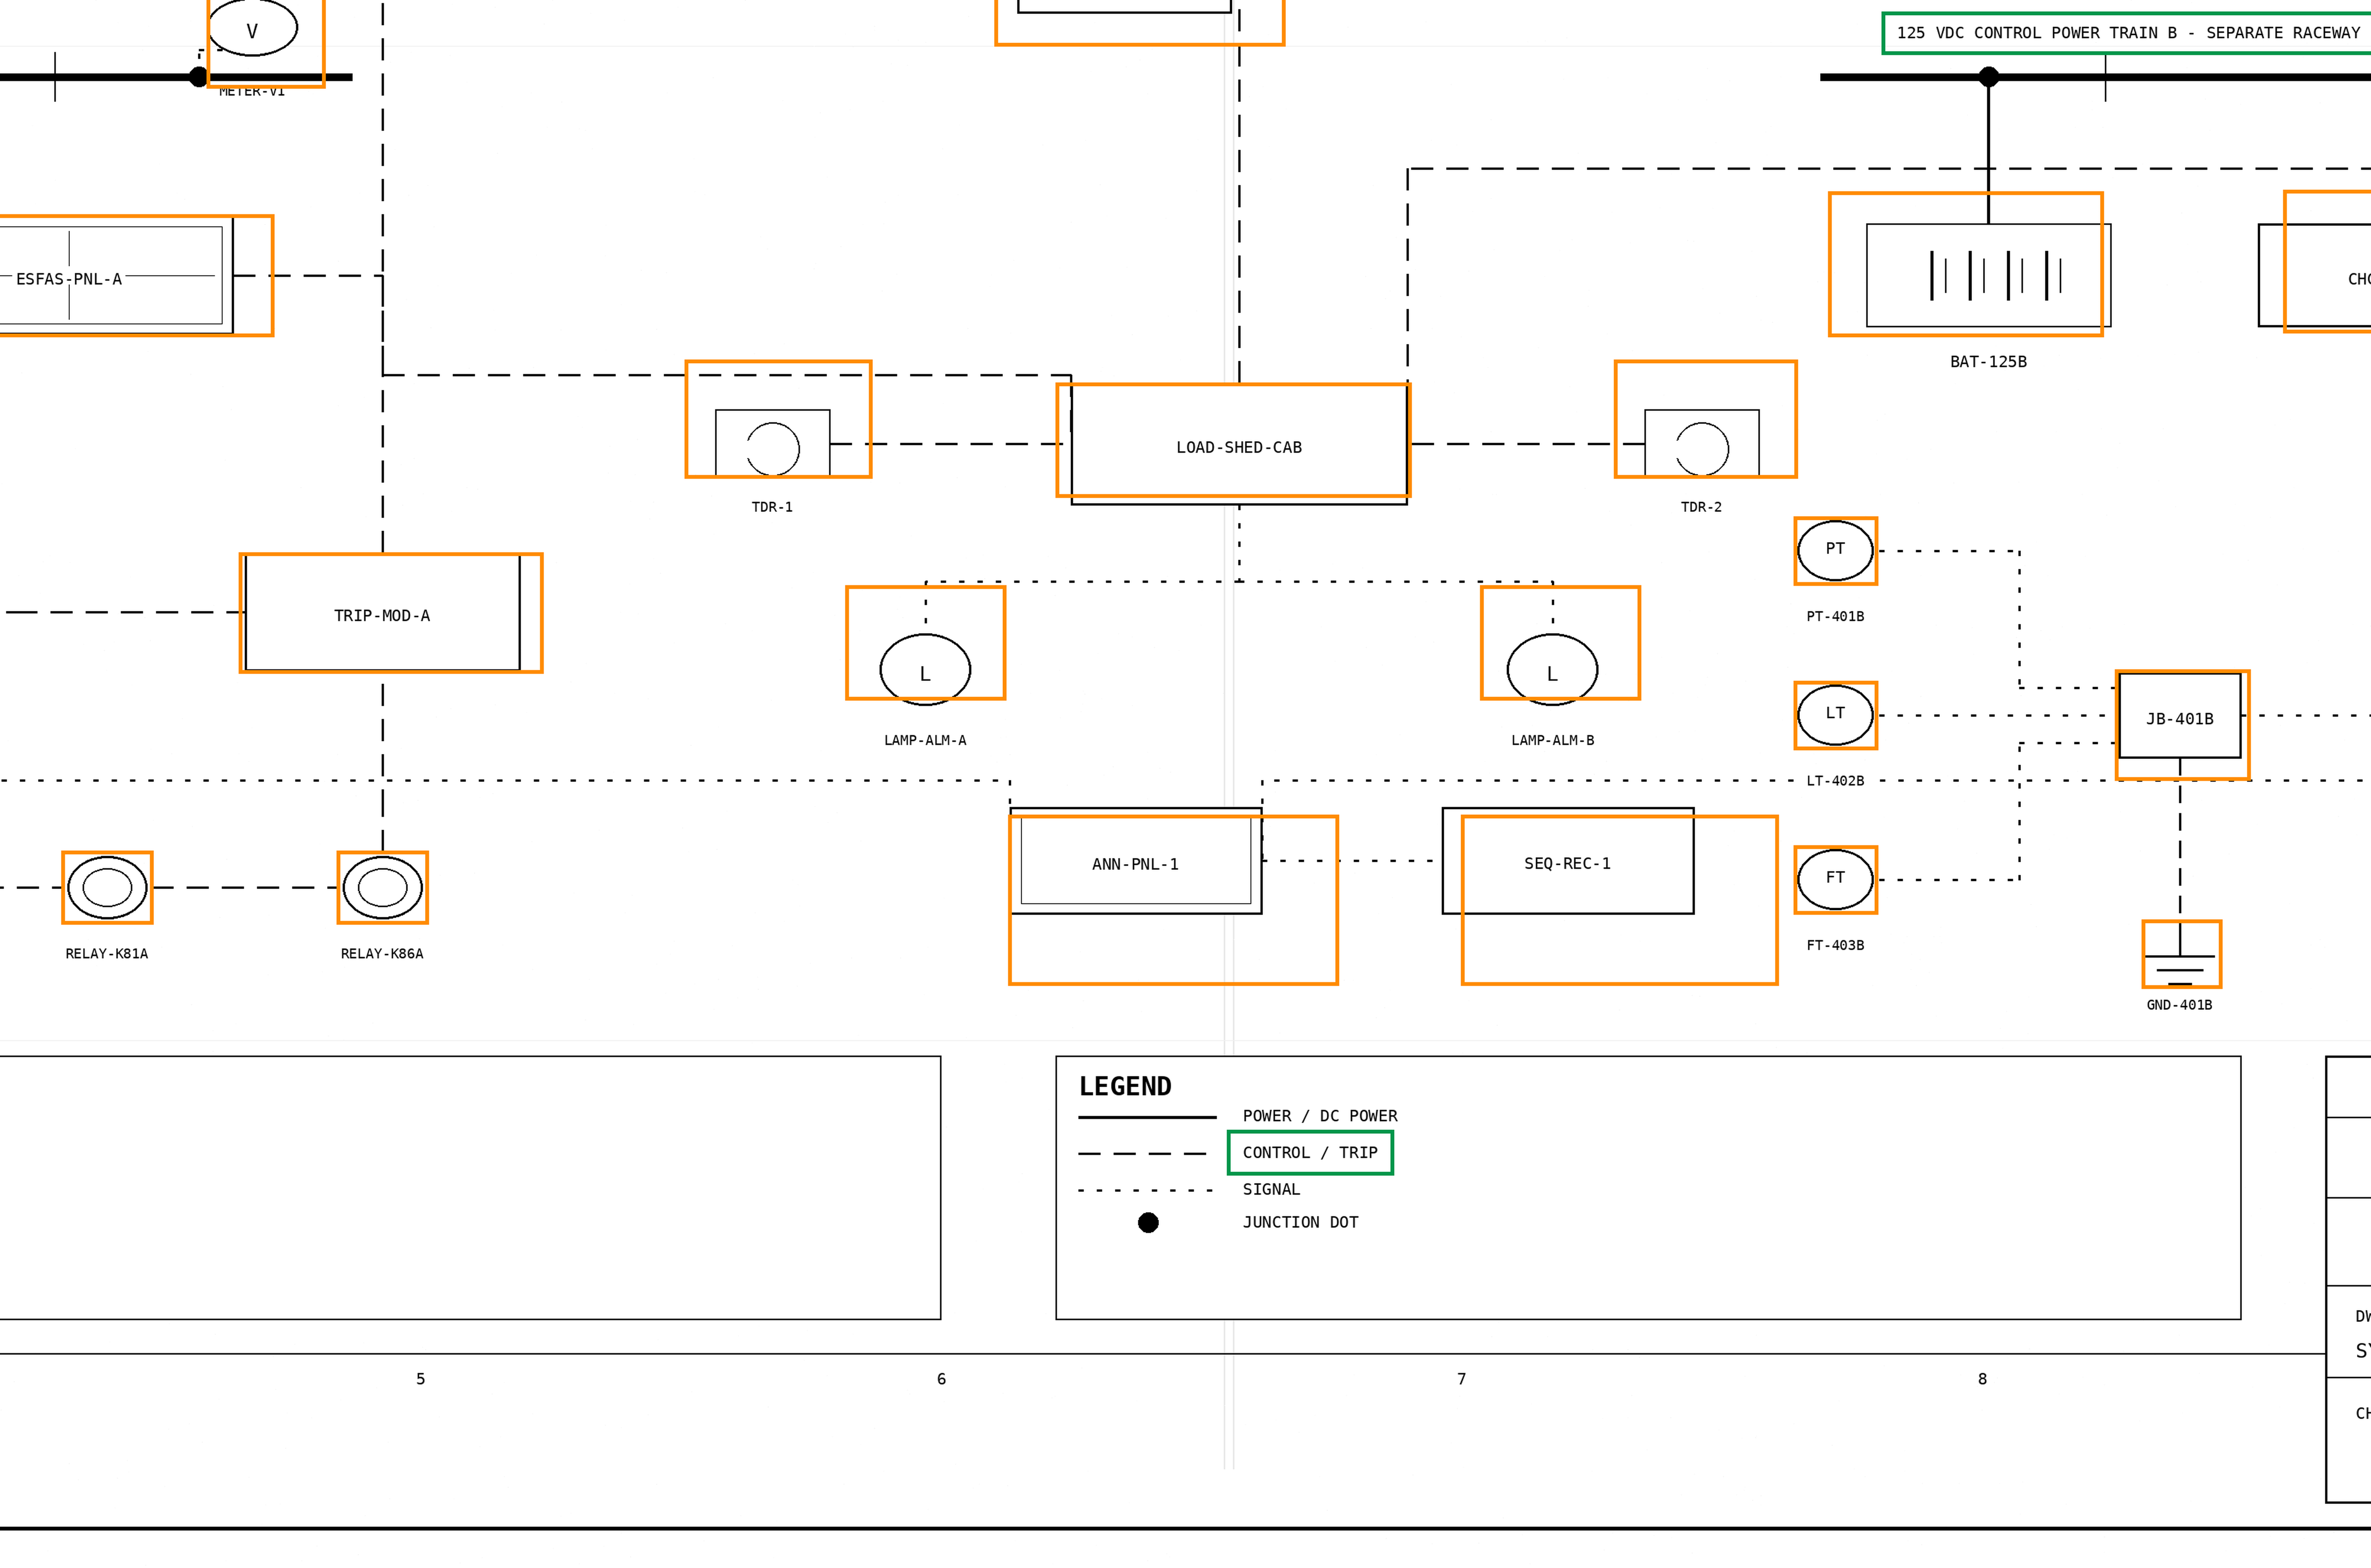 V
125 VDC CONTROL POWER TRAIN B - SEPARATE RACEWAY
METER-V1
ESFAS-PNL-A
BAT-125B
LOAD-SHED-CAB
TDR-1
TDR-2
PT
PT-401B
TRIP-MOD-A
L
L
LAMP-ALM-A
LAMP-ALM-B
LT
LT-402B
JB-401B
ANN-PNL-1
SEQ-REC-1
FT
FT-403B
RELAY-K81A
RELAY-K86A
GND-401B
LEGEND
POWER / DC POWER
CONTROL / TRIP
SIGNAL
JUNCTION DOT
5
6
7
8